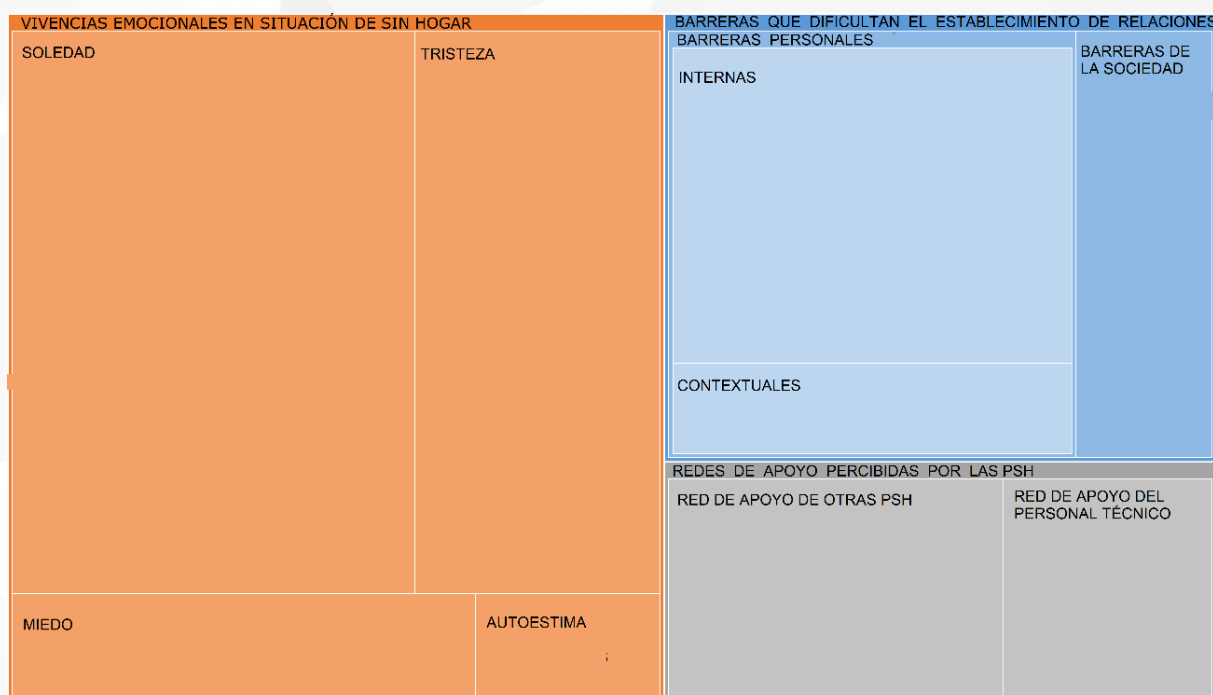 VIVENCIAS EMOCIONALES EN SITUACIÓN DE SIN HOGAR
SOLEDAD
TRISTEZA
MIEDO
AUTOESTIMA
;
BARRERAS QUE DIFICULTAN EL ESTABLECIMIENTO DE RELACIONES
BARRERAS PERSONALES
INTERNAS
CONTEXTUALES
BARRERAS DE
LA SOCIEDAD
REDES DE APOYO PERCIBIDAS POR LAS PSH
RED DE APOYO DE OTRAS PSH
RED DE APOYO DEL
PERSONAL TÉCNICO